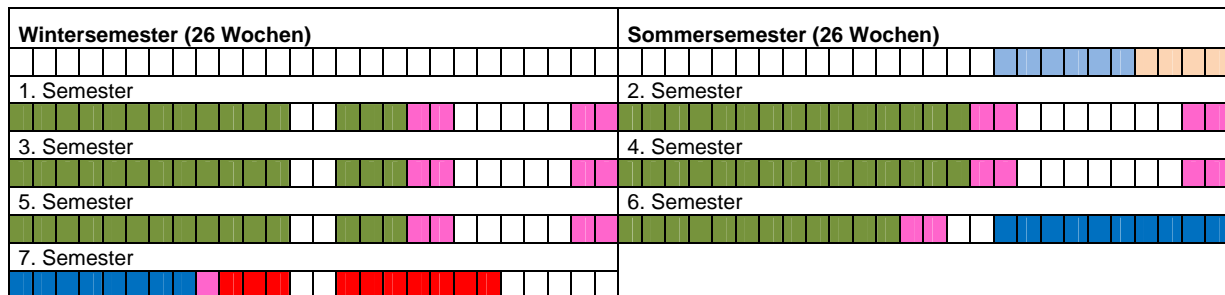 Wintersemester (26 Wochen)
Sommersemester (26 Wochen)
1. Semester
2. Semester
3. Semester
4. Semester
5. Semester
6. Semester
7. Semester